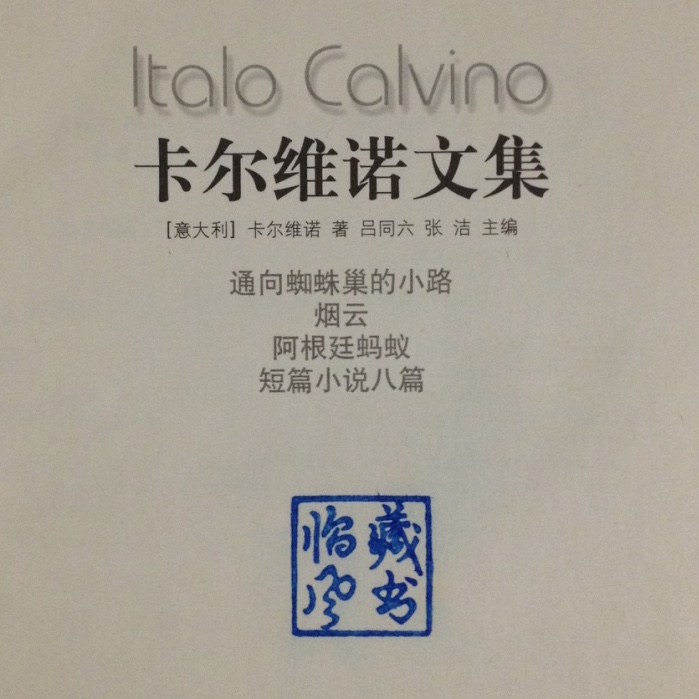 Italo Calvino
卡尔维诺文集
[意大利] 卡尔维诺 著 吕同六 张 洁 主编
通向蜘蛛巢的小路
烟云
阿根廷蚂蚁
短篇小说八篇
临风
藏书